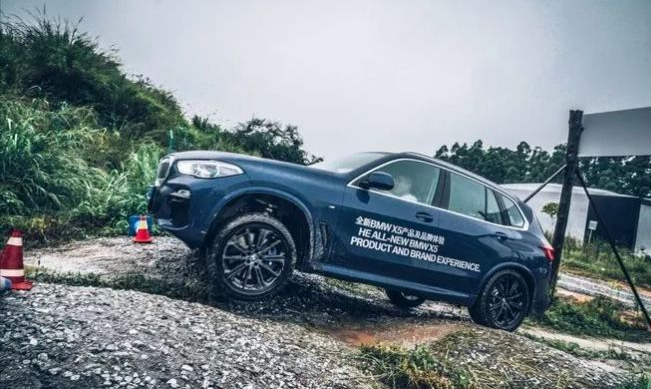 全新BMW X5产品及品牌体验
HE ALL-NEW BMW X5
PRODUCT AND BRAND EXPERIENCE.